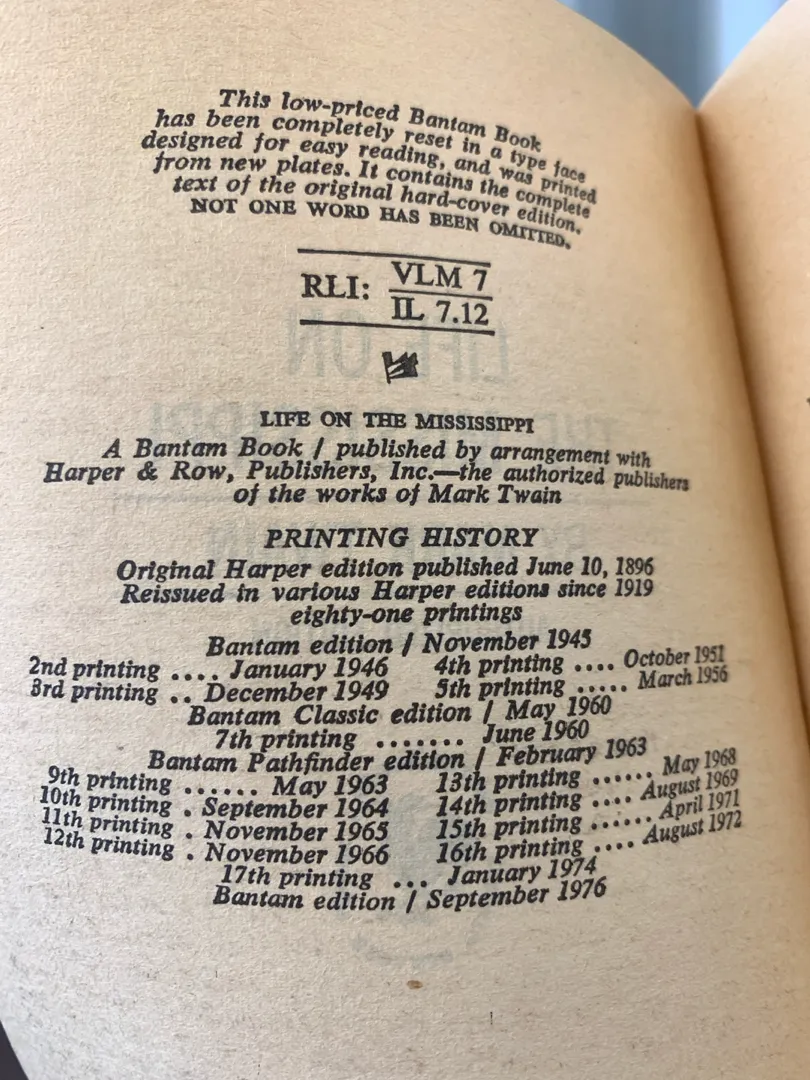 This low-priced Bantam Book
has been completely reset in a type face
designed for easy reading, and was printed
from new plates. It contains the complete
text of the original hard-cover edition.
NOT ONE WORD HAS BEEN OMITTED.
RLI: VLM 7
IL 7.12
LIFE ON THE MISSISSIPPI
A Bantam Book / published by arrangement with
Harper & Row, Publishers, Inc.—the authorized publishers
of the works of Mark Twain
PRINTING HISTORY
Original Harper edition published June 10, 1896
Reissued in various Harper editions since 1919
eighty-one printings
Bantam edition / November 1945
2nd printing .... January 1946 4th printing .... October 1951
3rd printing .. December 1949 5th printing ..... March 1956
Bantam Classic edition / May 1960
7th printing ....... June 1960
Bantam Pathfinder edition / February 1963
9th printing ...... May 1963 13th printing ...... May 1968
10th printing . September 1964 14th printing .... August 1969
11th printing . November 1965 15th printing ...... April 1971
12th printing . November 1966 16th printing .... August 1972
17th printing ... January 1974
Bantam edition / September 1976